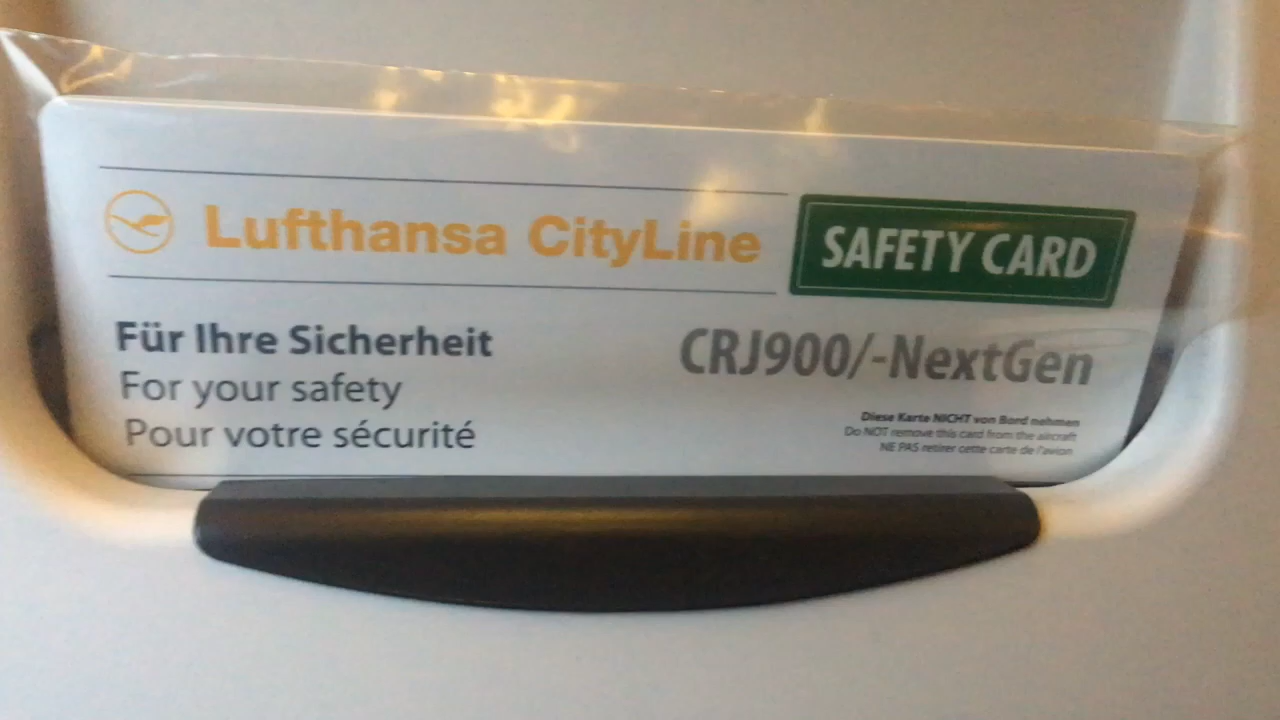 Lufthansa CityLine
SAFETY CARD
Für Ihre Sicherheit
For your safety
Pour votre sécurité
CRJ900/-NextGen
Diese Karte NICHT von Bord nehmen
Do NOT remove this card from the aircraft
NE PAS retirer cette carte de l'avion